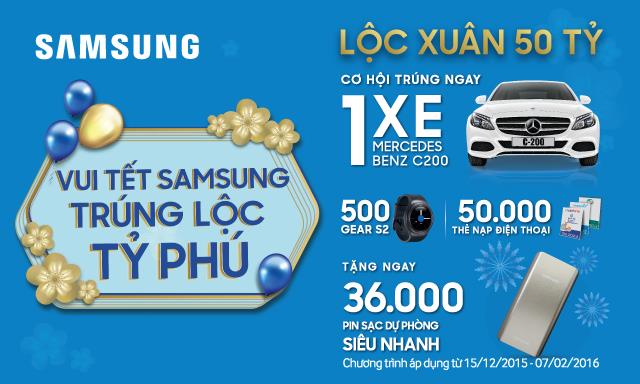 SAMSUNG
VUI TẾT SAMSUNG
TRÚNG LỘC
TỶ PHÚ
LỘC XUÂN 50 TỶ
CƠ HỘI TRÚNG NGAY
1 XE
MERCEDES
BENZ C200
C-200
500
GEAR S2
50.000
THẺ NẠP ĐIỆN THOẠI
TẶNG NGAY
36.000
PIN SẠC DỰ PHÒNG
SIÊU NHANH
Chương trình áp dụng từ 15/12/2015 - 07/02/2016